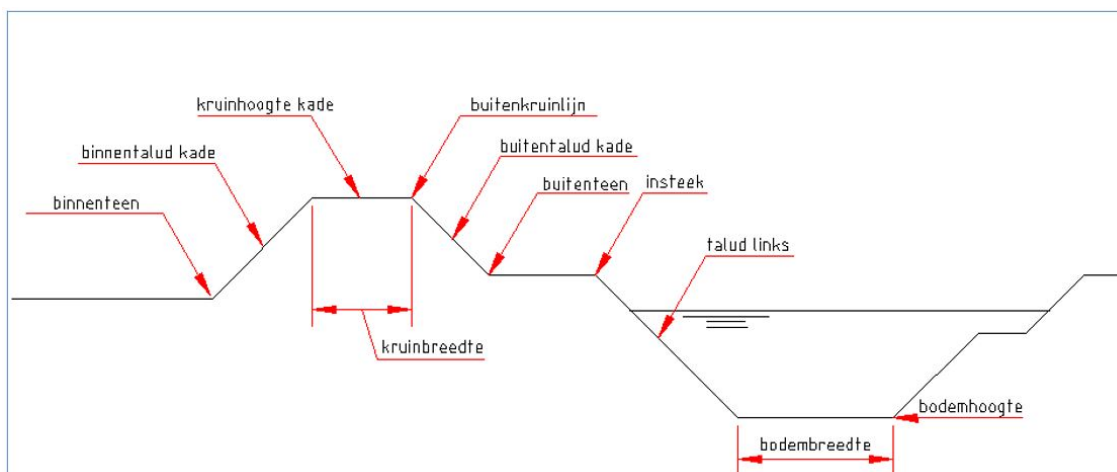 kruinhoogte kade
buitenkruinlijn
binnentalud kade
buitentalud kade
buitenteen
insteek
binnenteen
talud links
kruinbreedte
bodemhoogte
bodembreedte